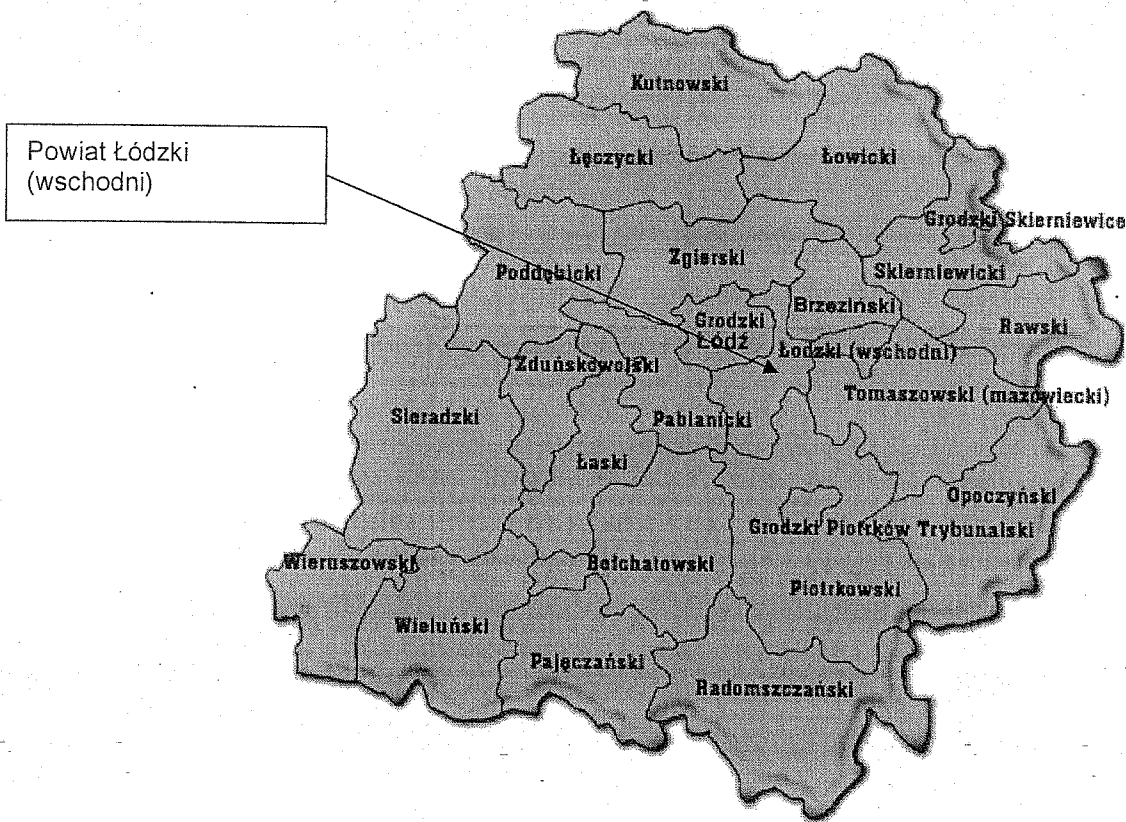 Kutnowski
Powiat Łódzki
(wschodni)
Łęczycki
Łowicki
Grodzki Skierniewice
Zgierski
Poddębicki
Skierniewicki
Brzeziński
Grodzki
Łódź
Rawski
Łódzki (wschodni)
Zduńskowolski
Tomaszowski (mazowiecki)
Sieradzki
Pabianicki
Łaski
Opoczyński
Grodzki Piotrków Trybunalski
Wieruszowski
Bełchatowski
Piotrkowski
Wieluński
Pajęczański
Radomszczański